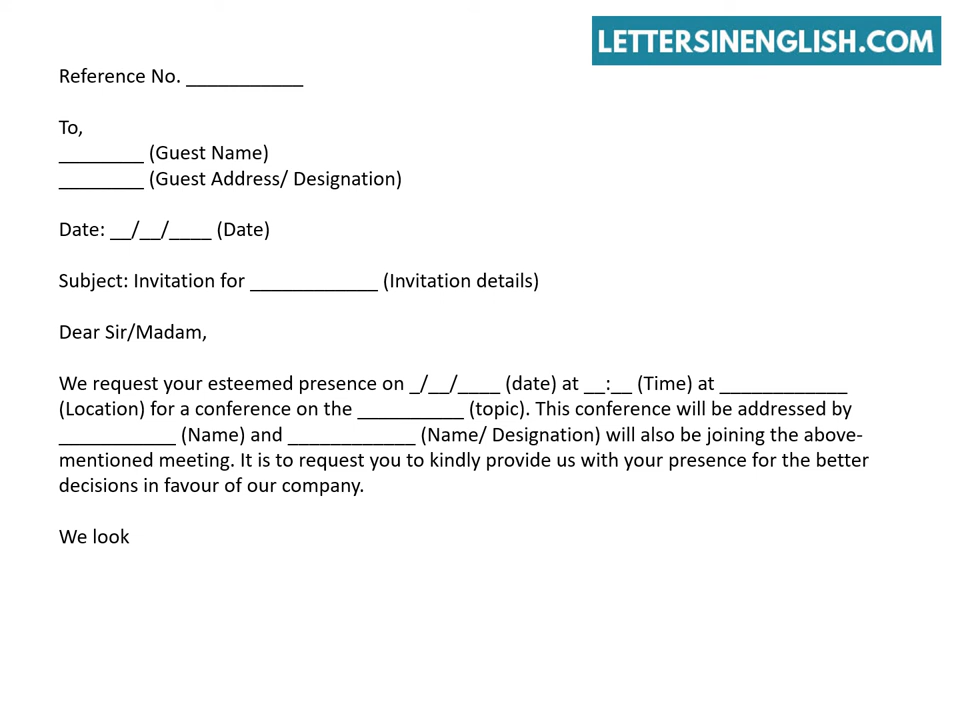 LETTERSINENGLISH.COM
Reference No. ___________
To,
________ (Guest Name)
________ (Guest Address/ Designation)
Date: __/__/____ (Date)
Subject: Invitation for ____________ (Invitation details)
Dear Sir/Madam,
We request your esteemed presence on _/__/____ (date) at __:__ (Time) at ____________
(Location) for a conference on the __________ (topic). This conference will be addressed by
___________ (Name) and ____________ (Name/ Designation) will also be joining the above-
mentioned meeting. It is to request you to kindly provide us with your presence for the better
decisions in favour of our company.
We look